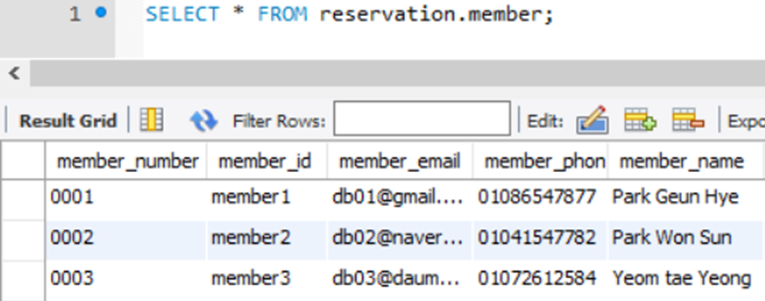 1 SELECT * FROM reservation.member;
Result Grid Filter Rows: Edit: Expo
member_number member_id member_email member_phon member_name
0001 member1 db01@gmail.... 01086547877 Park Geun Hye
0002 member2 db02@naver... 01041547782 Park Won Sun
0003 member3 db03@daum... 01072612584 Yeom tae Yeong